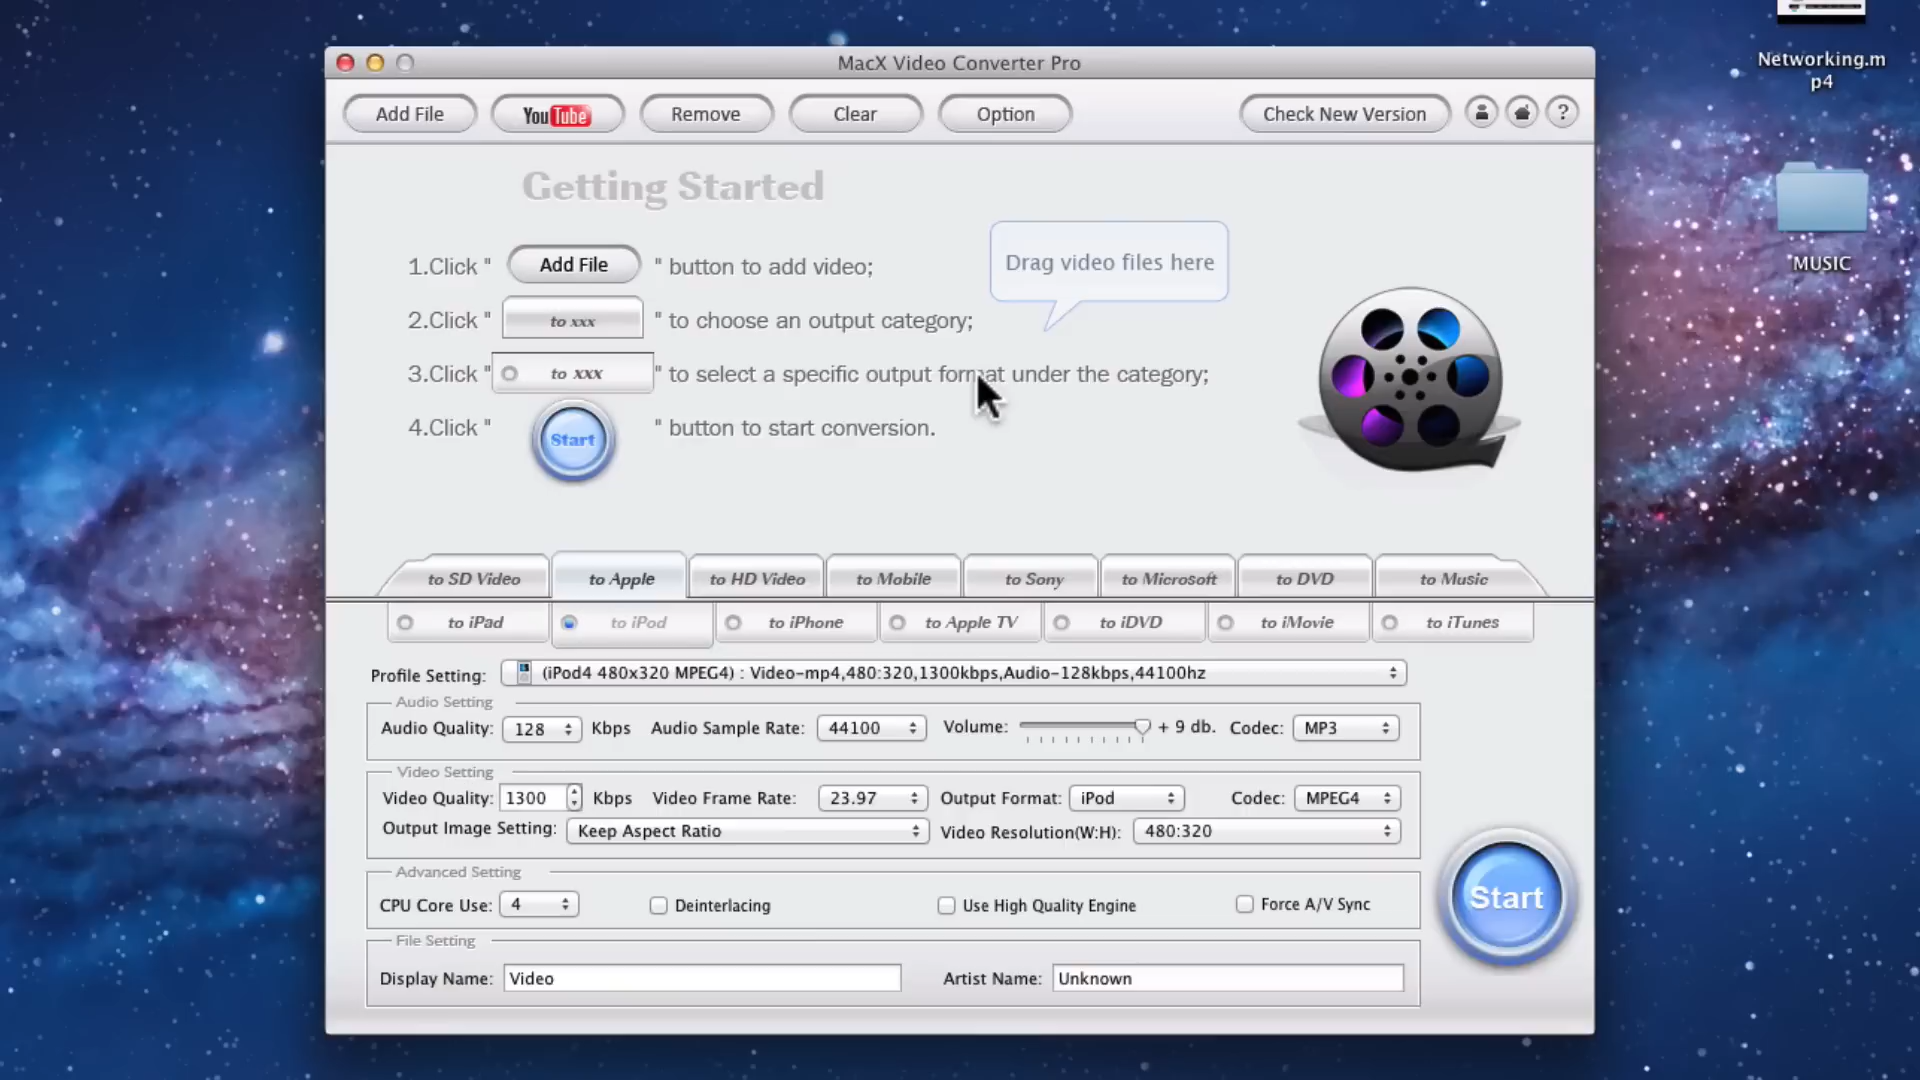 Networking.m
p4
MacX Video Converter Pro
Add File
YouTube
Remove
Clear
Option
Check New Version
?
MUSIC
Getting Started
Drag video files here
1.Click " Add File " button to add video;
2.Click " to xxx " to choose an output category;
3.Click " to xxx " to select a specific output format under the category;
4.Click " Start " button to start conversion.
to SD Video
to Apple
to HD Video
to Mobile
to Sony
to Microsoft
to DVD
to Music
to iPad
to iPod
to iPhone
to Apple TV
to iDVD
to iMovie
to iTunes
Profile Setting: (iPod4 480x320 MPEG4) : Video-mp4,480:320,1300kbps,Audio-128kbps,44100hz
Audio Setting
Audio Quality: 128 Kbps Audio Sample Rate: 44100 Volume: + 9 db. Codec: MP3
Video Setting
Video Quality: 1300 Kbps Video Frame Rate: 23.97 Output Format: iPod Codec: MPEG4
Output Image Setting: Keep Aspect Ratio Video Resolution(W:H): 480:320
Advanced Setting
CPU Core Use: 4 Deinterlacing Use High Quality Engine Force A/V Sync
Start
File Setting
Display Name: Video Artist Name: Unknown